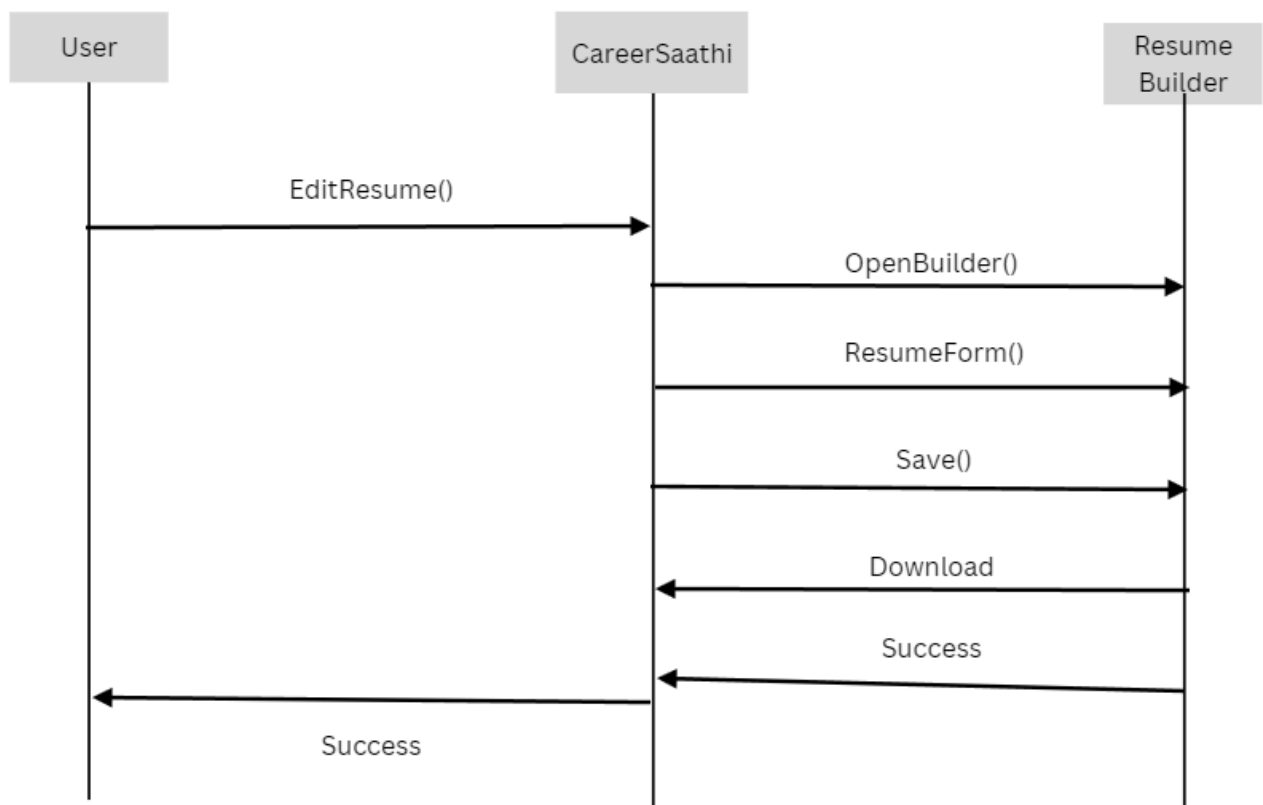 User
CareerSaathi
Resume
Builder
EditResume()
OpenBuilder()
ResumeForm()
Save()
Download
Success
Success